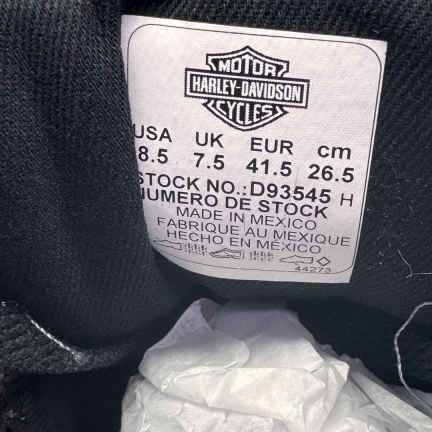 MOTOR
HARLEY-DAVIDSON
CYCLES
USA UK EUR cm
8.5 7.5 41.5 26.5
STOCK NO.:D93545 H
NUMERO DE STOCK
MADE IN MEXICO
FABRIQUE AU MEXIQUE
HECHO EN MEXICO
44273